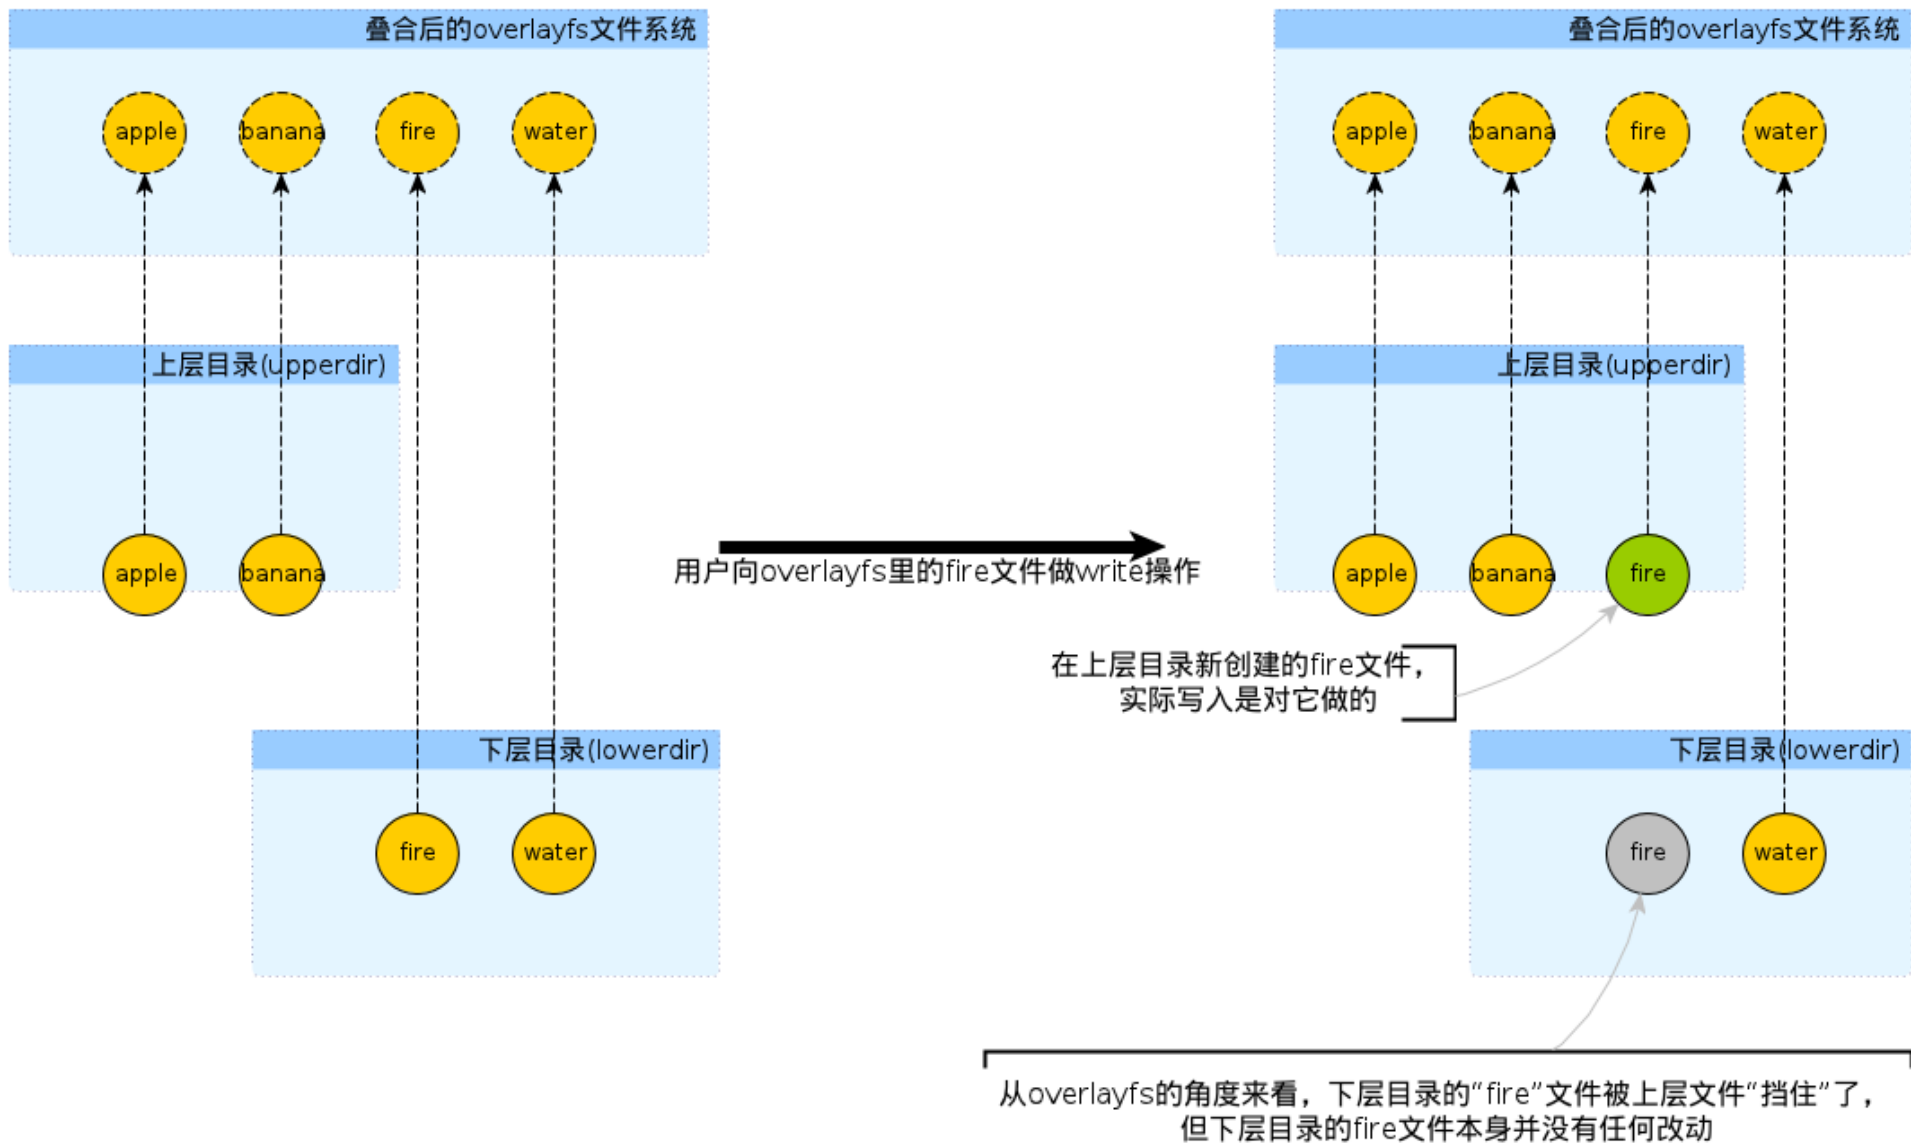 叠合后的overlayfs文件系统
apple
banana
fire
water
上层目录(upperdir)
apple
banana
下层目录(lowerdir)
fire
water
用户向overlayfs里的fire文件做write操作
叠合后的overlayfs文件系统
apple
banana
fire
water
上层目录(upperdir)
apple
banana
fire
在上层目录新创建的fire文件，
实际写入是对它做的
下层目录(lowerdir)
fire
water
从overlayfs的角度来看，下层目录的“fire”文件被上层文件“挡住”了，
但下层目录的fire文件本身并没有任何改动